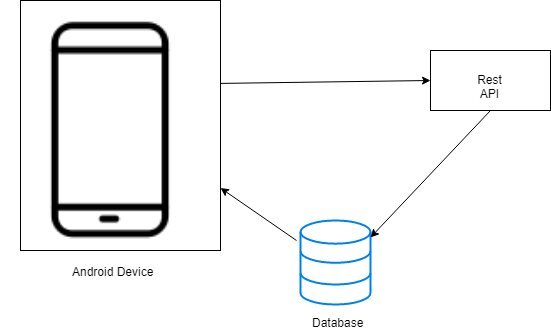 Rest
API
Android Device
Database